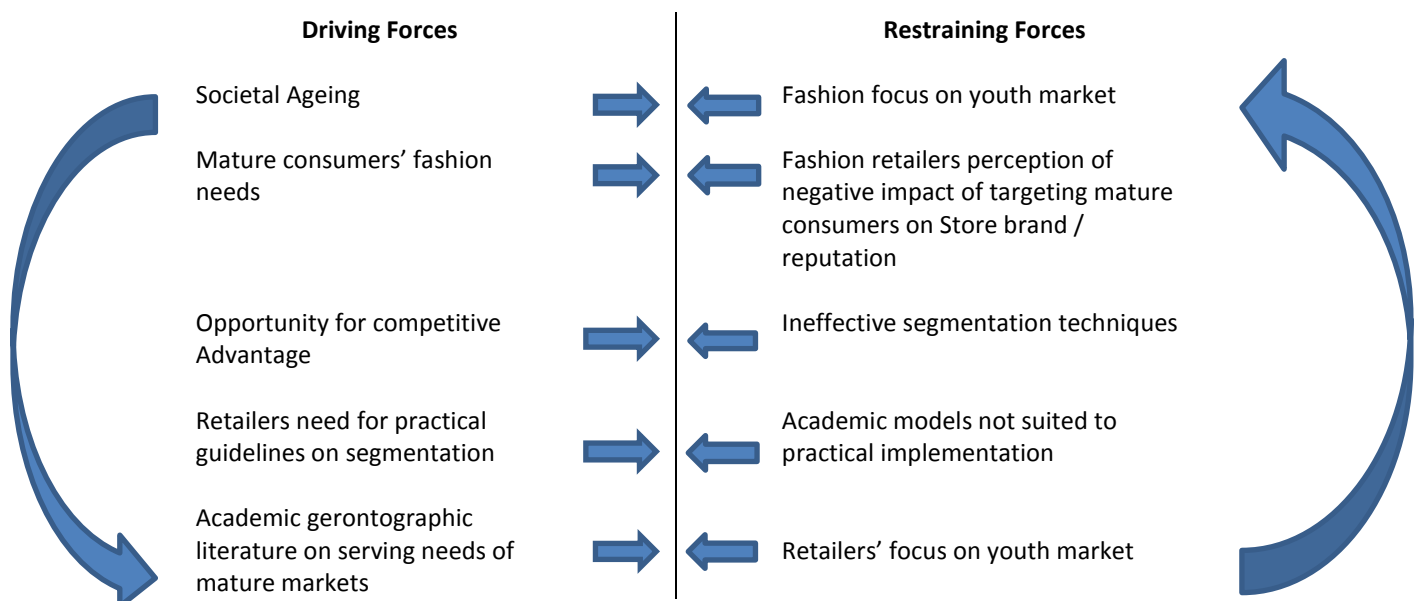 Driving Forces
Societal Ageing
Mature consumers’ fashion
needs
Opportunity for competitive
Advantage
Retailers need for practical
guidelines on segmentation
Academic gerontographic
literature on serving needs of
mature markets
Restraining Forces
Fashion focus on youth market
Fashion retailers perception of
negative impact of targeting mature
consumers on Store brand /
reputation
Ineffective segmentation techniques
Academic models not suited to
practical implementation
Retailers’ focus on youth market